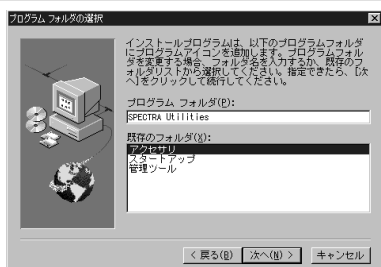 プログラム フォルダの選択
インストールプログラムは、以下のプログラムフォルダ
にプログラムアイコンを追加します。プログラムフォル
ダを変更する場合、フォルダ名を入力するか、既存のフ
ォルダリストから選択してください。指定できたら、[次
へ]をクリックして続行してください。
プログラム フォルダ(P):
SPECTRA Utilities
既存のフォルダ(X):
アクセサリ
スタートアップ
管理ツール
< 戻る(B)
次へ(N) >
キャンセル